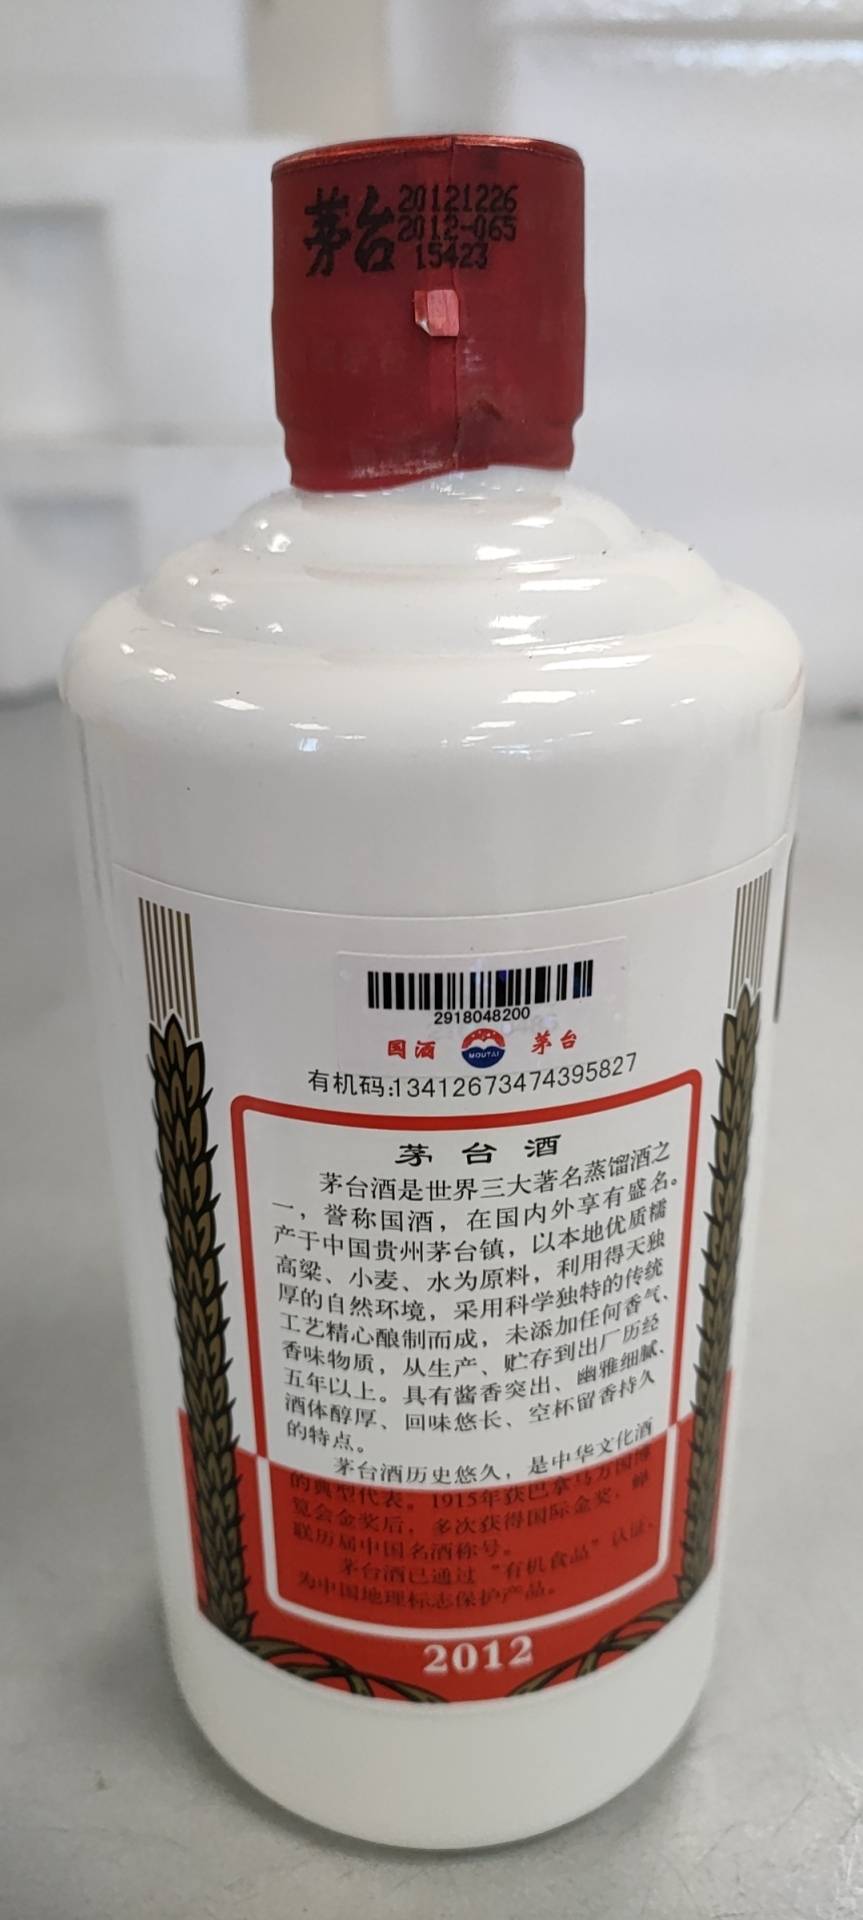 茅台
20121226
2012-065
15423
2918048200
国酒 MOUTAI 茅台
有机码:13412673474395827
茅台酒
茅台酒是世界三大著名蒸馏酒之
一，誉称国酒，在国内外享有盛名。
产于中国贵州茅台镇，以本地优质糯
高粱、小麦、水为原料，利用得天独
厚的自然环境，采用科学独特的传统
工艺精心酿制而成，未添加任何香气、
香味物质，从生产、贮存到出厂历经
五年以上。具有酱香突出、幽雅细腻、
酒体醇厚、回味悠长、空杯留香持久
的特点。
茅台酒历史悠久，是中华文化酒
的典型代表。1915年获巴拿马万国博
览会金奖后，多次获得国际金奖，蝉
联历届中国名酒称号。
茅台酒已通过“有机食品”认证、
为中国地理标志保护产品。
2012